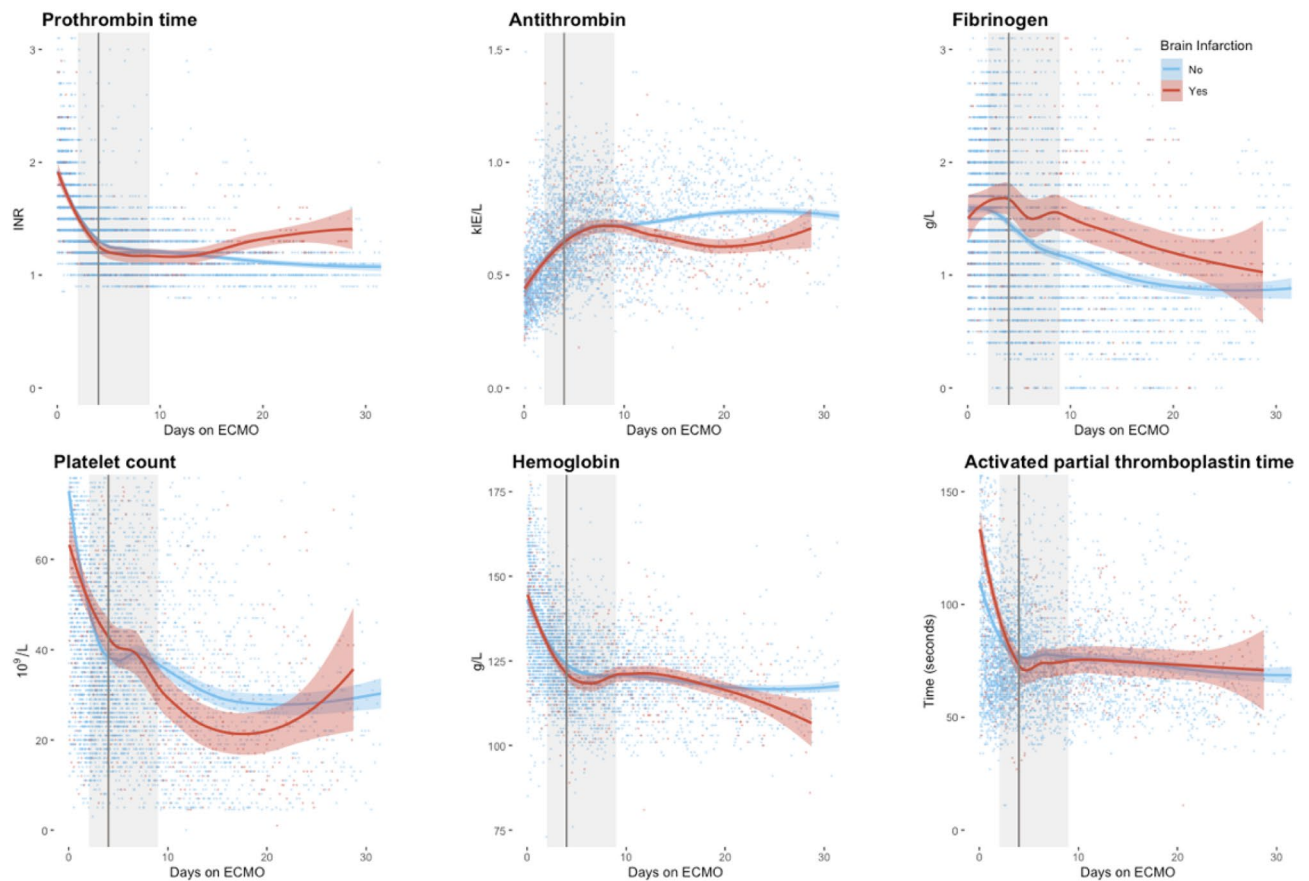 Prothrombin time
3
2
1
0
INR
0 10 20 30
Days on ECMO
Antithrombin
1.5
1.0
0.5
0.0
kIE/L
0 10 20 30
Days on ECMO
Fibrinogen
3
2
1
0
g/L
0 10 20 30
Days on ECMO
Brain Infarction
No
Yes
Platelet count
60
40
20
0
10⁹/L
0 10 20 30
Days on ECMO
Hemoglobin
175
150
125
100
75
g/L
0 10 20 30
Days on ECMO
Activated partial thromboplastin time
150
100
50
0
Time (seconds)
0 10 20 30
Days on ECMO